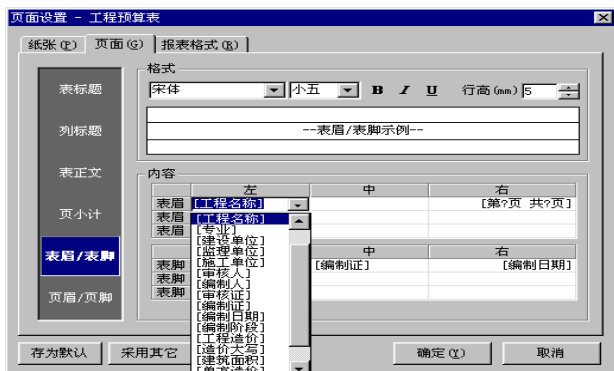 页面设置 - 工程预算表
纸张(P) 页面(G) 报表格式(R)
表标题
列标题
表正文
页小计
表眉/表脚
页眉/页脚
格式
宋体 小五 B I U 行高(mm) 5
--表眉/表脚示例--
内容
左 中 右
表眉 [工程名称] [第?页 共?页]
表眉
表眉
[工程名称]
[专业]
[建设单位]
[监理单位]
[施工单位]
[审核人]
[编制人]
[审核证]
[编制证]
[编制日期]
[编制阶段]
[工程造价]
[造价大写]
[建筑面积]
中 右
表脚 [编制证] [编制日期]
表脚
表脚
存为默认 采用其它 确定(Y) 取消